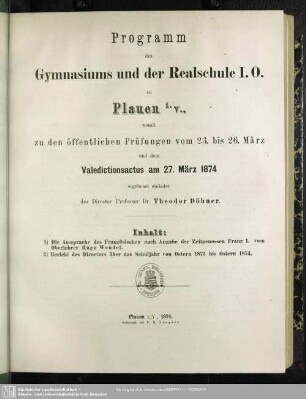 Programm
des
Gymnasiums und der Realschule I. O.
zu
Plauen i. V.,
womit
zu den öffentlichen Prüfungen vom 23. bis 26. März
und dem
Valedictionsactus am 27. März 1874
ergebenst einladet
der Director Professor Dr. Theodor Döhner.
Inhalt:
1) Die Aussprache des Französischen nach Angabe der Zeitgenossen Franz I. vom
Oberlehrer Hugo Wendel.
2) Bericht des Directors über das Schuljahr von Ostern 1873 bis Ostern 1874.
Plauen i. V., 1874.